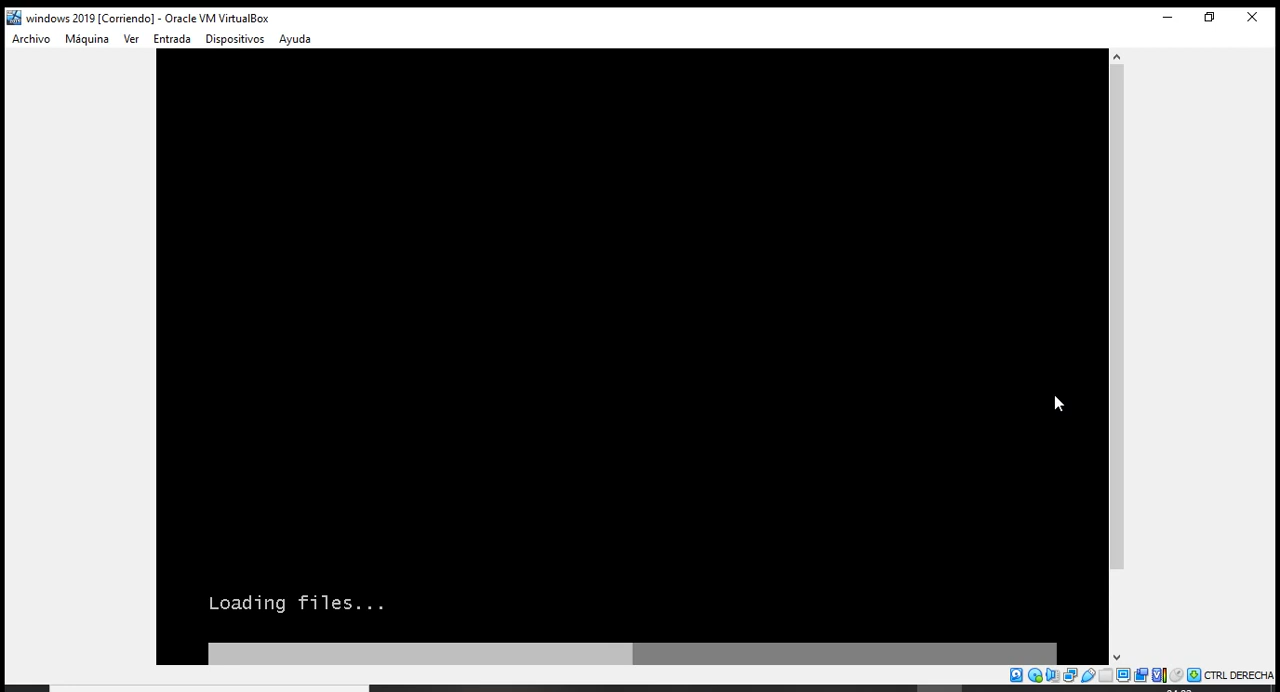 windows 2019 [Corriendo] - Oracle VM VirtualBox
Archivo Máquina Ver Entrada Dispositivos Ayuda
Loading files...
CTRL DERECHA